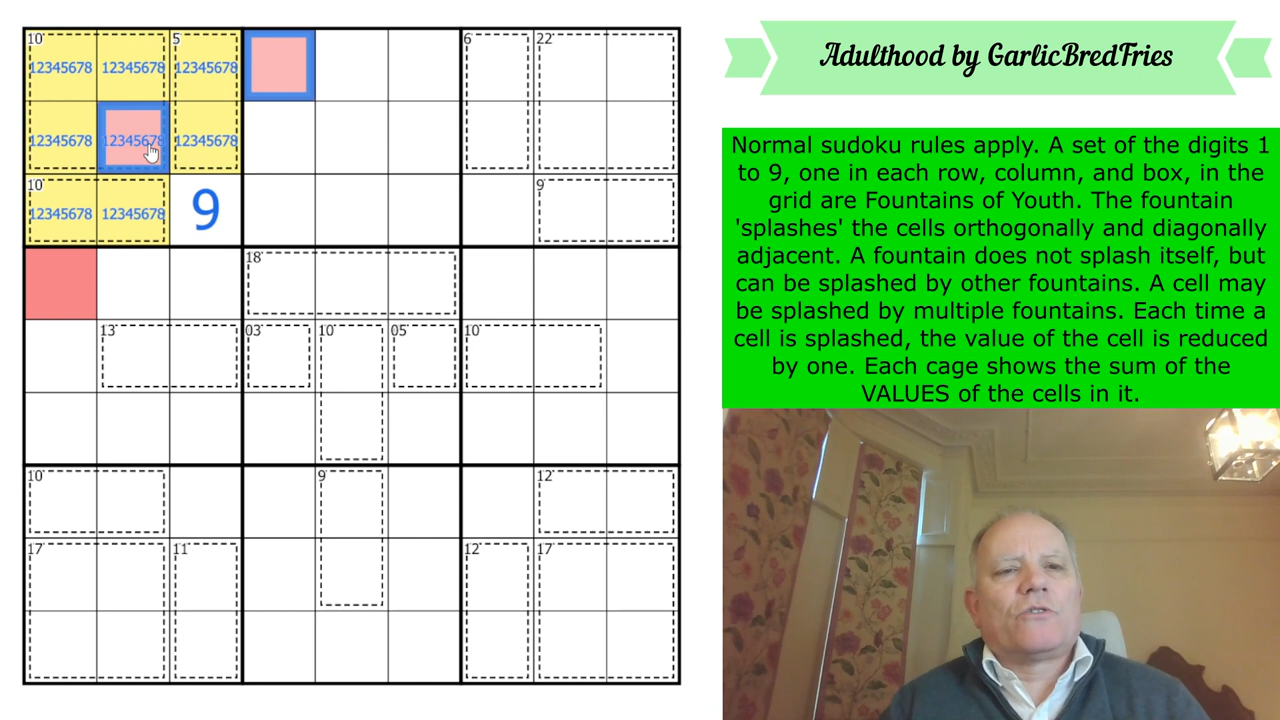 Adulthood by GarlicBredFries
Normal sudoku rules apply. A set of the digits 1
to 9, one in each row, column, and box, in the
grid are Fountains of Youth. The fountain
'splashes' the cells orthogonally and diagonally
adjacent. A fountain does not splash itself, but
can be splashed by other fountains. A cell may
be splashed by multiple fountains. Each time a
cell is splashed, the value of the cell is reduced
by one. Each cage shows the sum of the
VALUES of the cells in it.
10 5 6 22
12345678 12345678 12345678
12345678 12345678 12345678
10 9
12345678 12345678 9
18
13 03 10 05 10
10 9 12
17 11 12 17